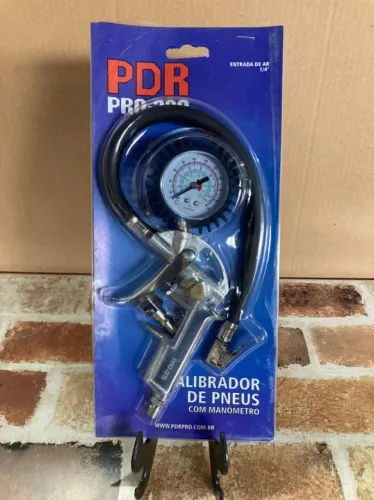 PDR
ENTRADA DE AR
1/4"
ALIBRADOR
DE PNEUS
COM MANÔMETRO
WWW.PDRPRO.COM.BR